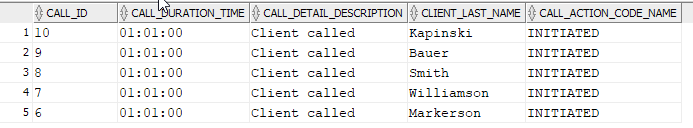 CALL_ID CALL_DURATION_TIME CALL_DETAIL_DESCRIPTION CLIENT_LAST_NAME CALL_ACTION_CODE_NAME
1 10 01:01:00 Client called Kapinski INITIATED
2 9 01:01:00 Client called Bauer INITIATED
3 8 01:01:00 Client called Smith INITIATED
4 7 01:01:00 Client called Williamson INITIATED
5 6 01:01:00 Client called Markerson INITIATED